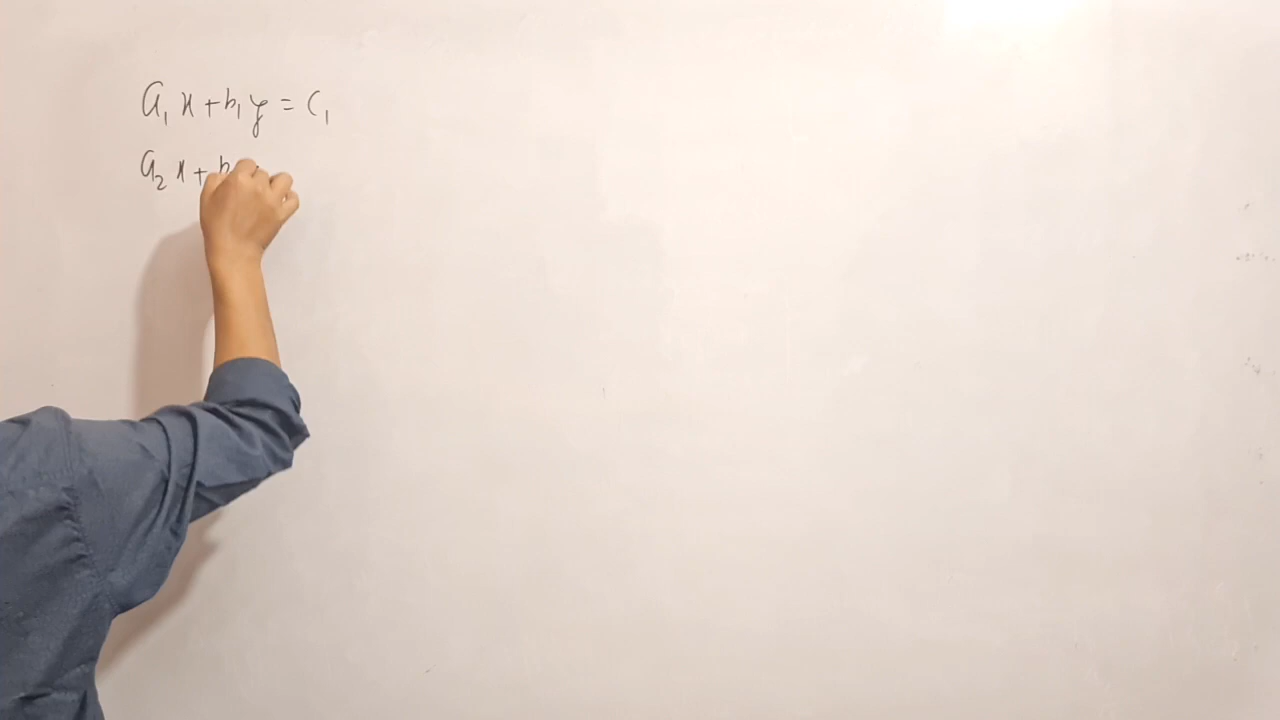 a₁x+b₁y = c₁
a₂x+b